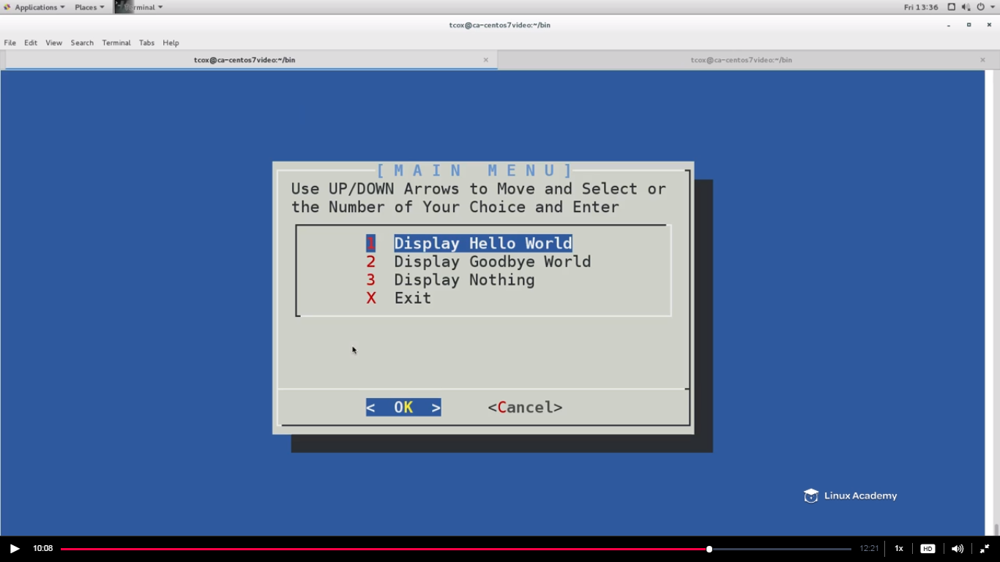 Applications Places Terminal Fri 13:36
tcox@ca-centos7video:~/bin
File Edit View Search Terminal Tabs Help
tcox@ca-centos7video:~/bin tcox@ca-centos7video:~/bin
[ M A I N   M E N U ]
Use UP/DOWN Arrows to Move and Select or
the Number of Your Choice and Enter
1 Display Hello World
2 Display Goodbye World
3 Display Nothing
X Exit
< OK > <Cancel>
Linux Academy
10:08 12:21 1x HD